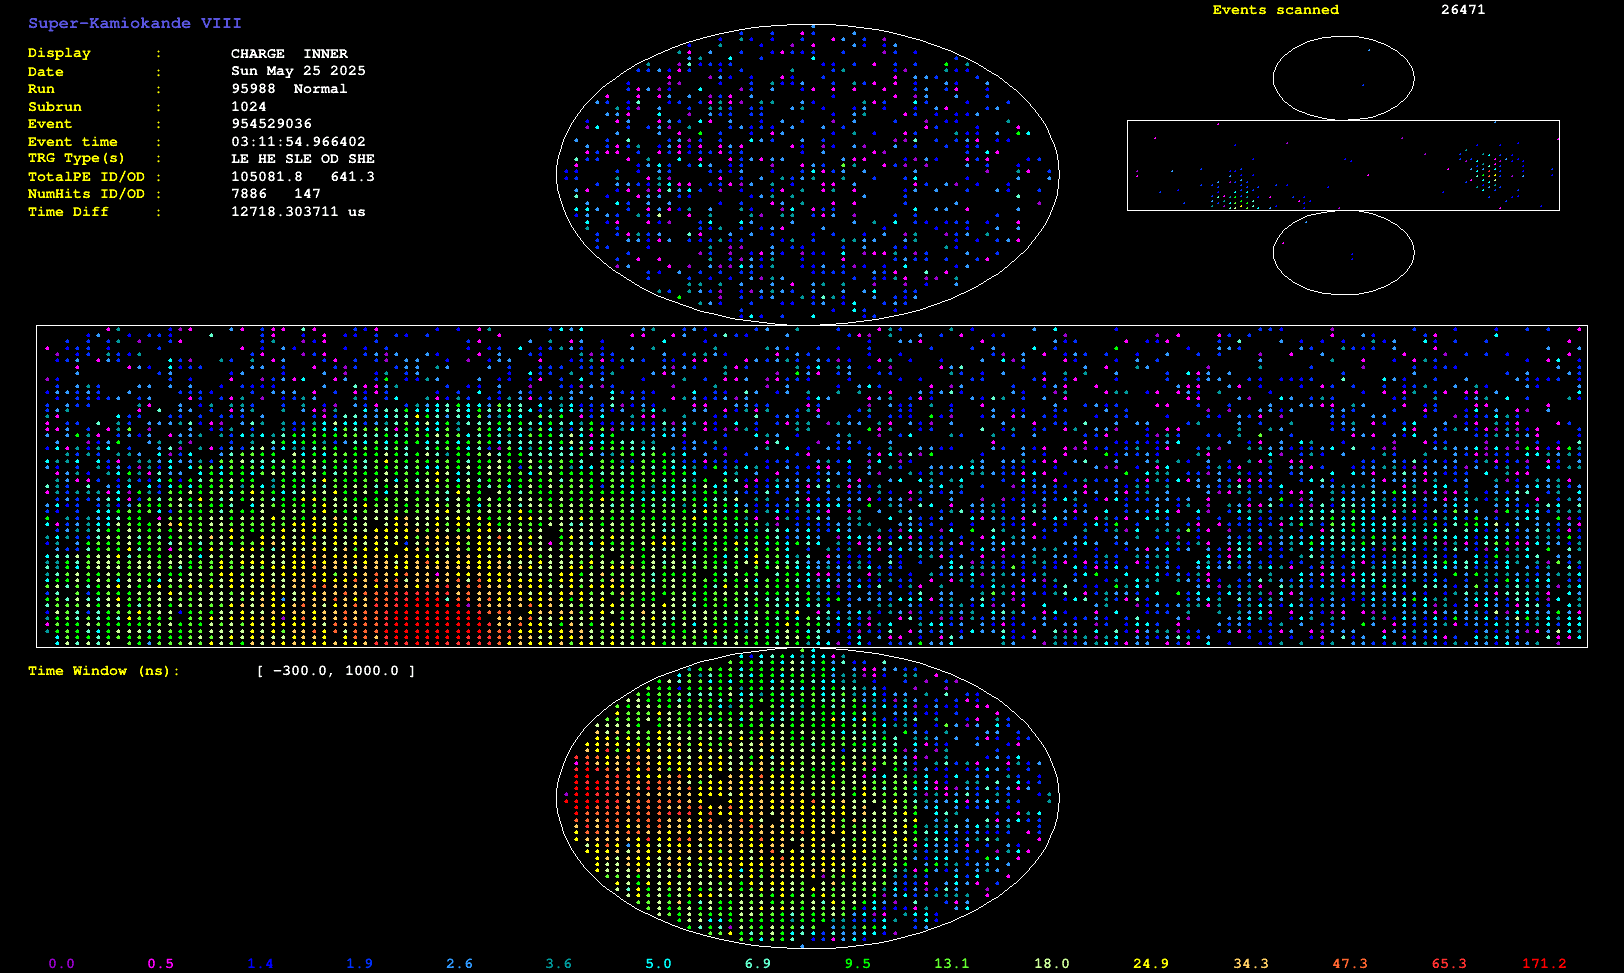 Super-Kamiokande VIII
Events scanned 26471
Display : CHARGE INNER
Date : Sun May 25 2025
Run : 95988 Normal
Subrun : 1024
Event : 954529036
Event time : 03:11:54.966402
TRG Type(s) : LE HE SLE OD SHE
TotalPE ID/OD : 105081.8 641.3
NumHits ID/OD : 7886 147
Time Diff : 12718.303711 us
Time Window (ns): [ -300.0, 1000.0 ]
0.0 0.5 1.4 1.9 2.6 3.6 5.0 6.9 9.5 13.1 18.0 24.9 34.3 47.3 65.3 171.2